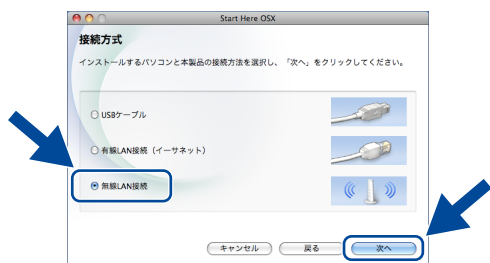 Start Here OSX
接続方式
インストールするパソコンと本製品の接続方法を選択し、「次へ」をクリックしてください。
USBケーブル
有線LAN接続（イーサネット）
無線LAN接続
キャンセル 戻る 次へ